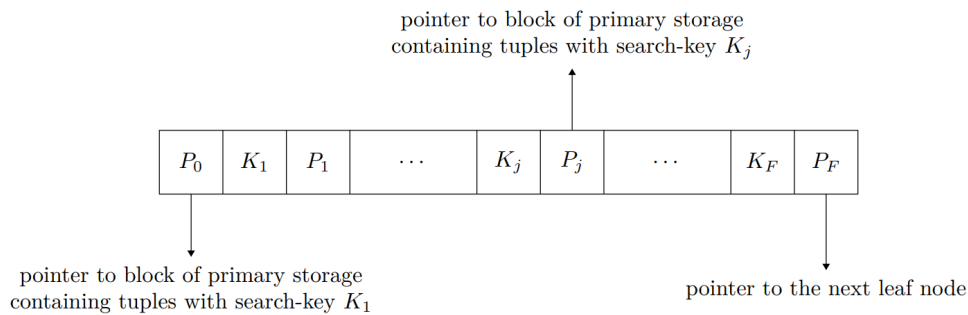 pointer to block of primary storage
containing tuples with search-key $K_j$
$P_0$ $K_1$ $P_1$ ⋯ $K_j$ $P_j$ ⋯ $K_F$ $P_F$
pointer to block of primary storage
containing tuples with search-key $K_1$
pointer to the next leaf node